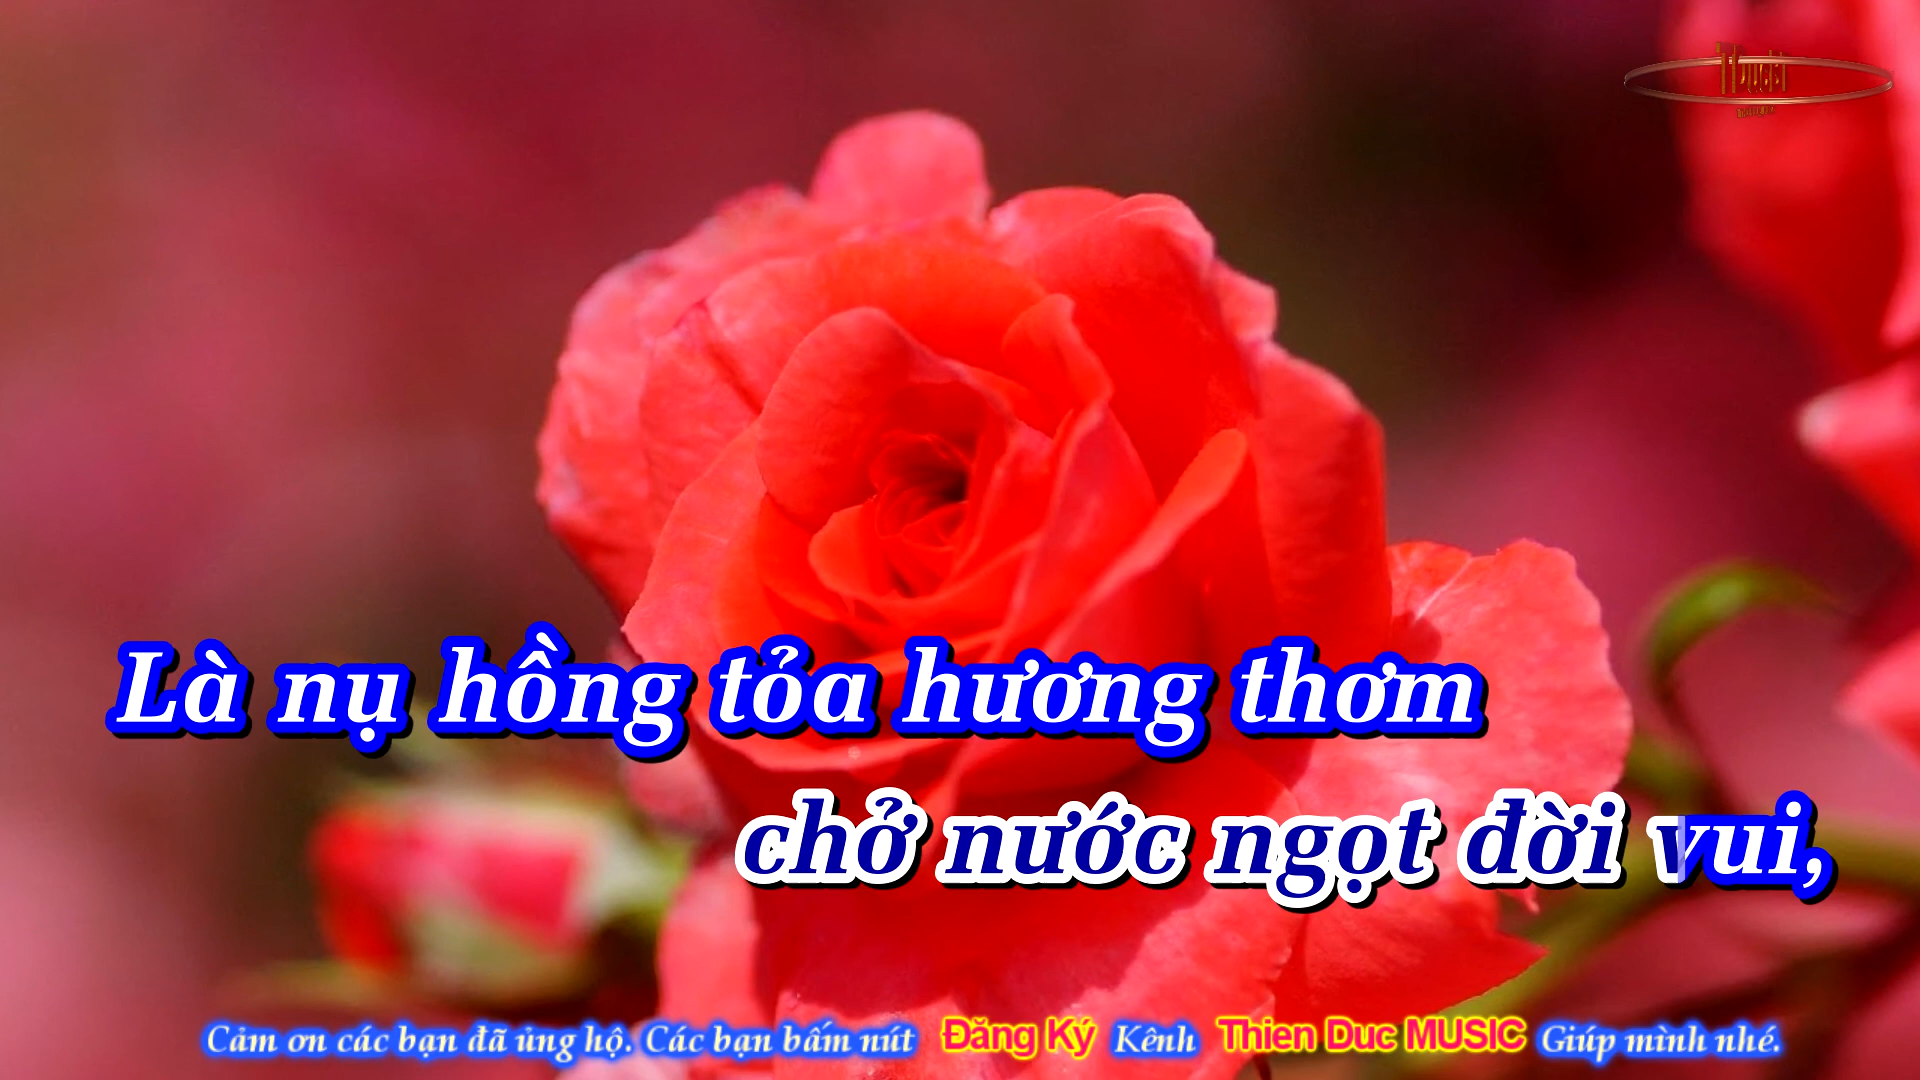 Là nụ hồng tỏa hương thơm
chở nước ngọt đời vui,
Cảm ơn các bạn đã ủng hộ. Các bạn bấm nút Đăng Ký Kênh Thien Duc MUSIC Giúp mình nhé.